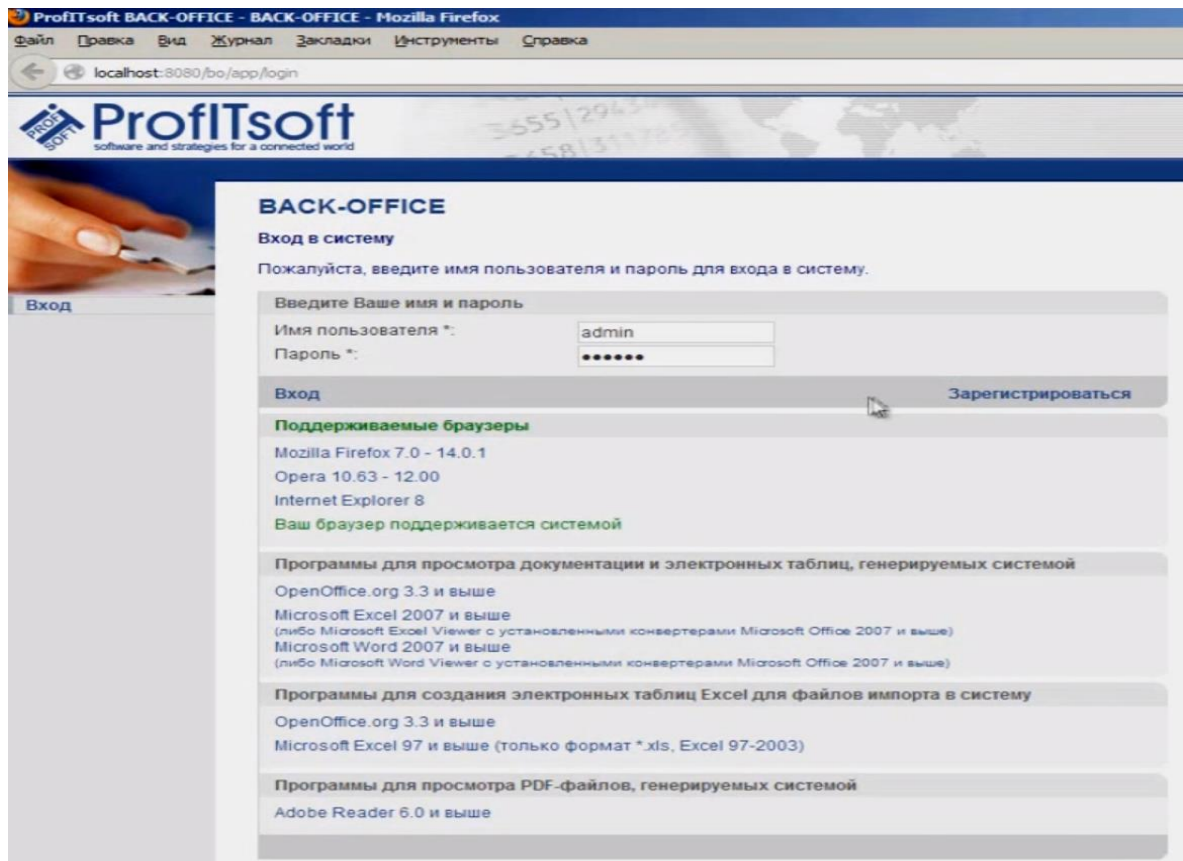 ProfITsoft BACK-OFFICE - BACK-OFFICE - Mozilla Firefox
Файл Правка Вид Журнал Закладки Инструменты Справка
localhost:8080/bo/app/login
PROF SOFT
ProfITsoft
software and strategies for a connected world
BACK-OFFICE
Вход в систему
Пожалуйста, введите имя пользователя и пароль для входа в систему.
Вход
Введите Ваше имя и пароль
Имя пользователя *: admin
Пароль *: ••••••
Вход Зарегистрироваться
Поддерживаемые браузеры
Mozilla Firefox 7.0 - 14.0.1
Opera 10.63 - 12.00
Internet Explorer 8
Ваш браузер поддерживается системой
Программы для просмотра документации и электронных таблиц, генерируемых системой
OpenOffice.org 3.3 и выше
Microsoft Excel 2007 и выше
(либо Microsoft Excel Viewer с установленными конвертерами Microsoft Office 2007 и выше)
Microsoft Word 2007 и выше
(либо Microsoft Word Viewer с установленными конвертерами Microsoft Office 2007 и выше)
Программы для создания электронных таблиц Excel для файлов импорта в систему
OpenOffice.org 3.3 и выше
Microsoft Excel 97 и выше (только формат *.xls, Excel 97-2003)
Программы для просмотра PDF-файлов, генерируемых системой
Adobe Reader 6.0 и выше